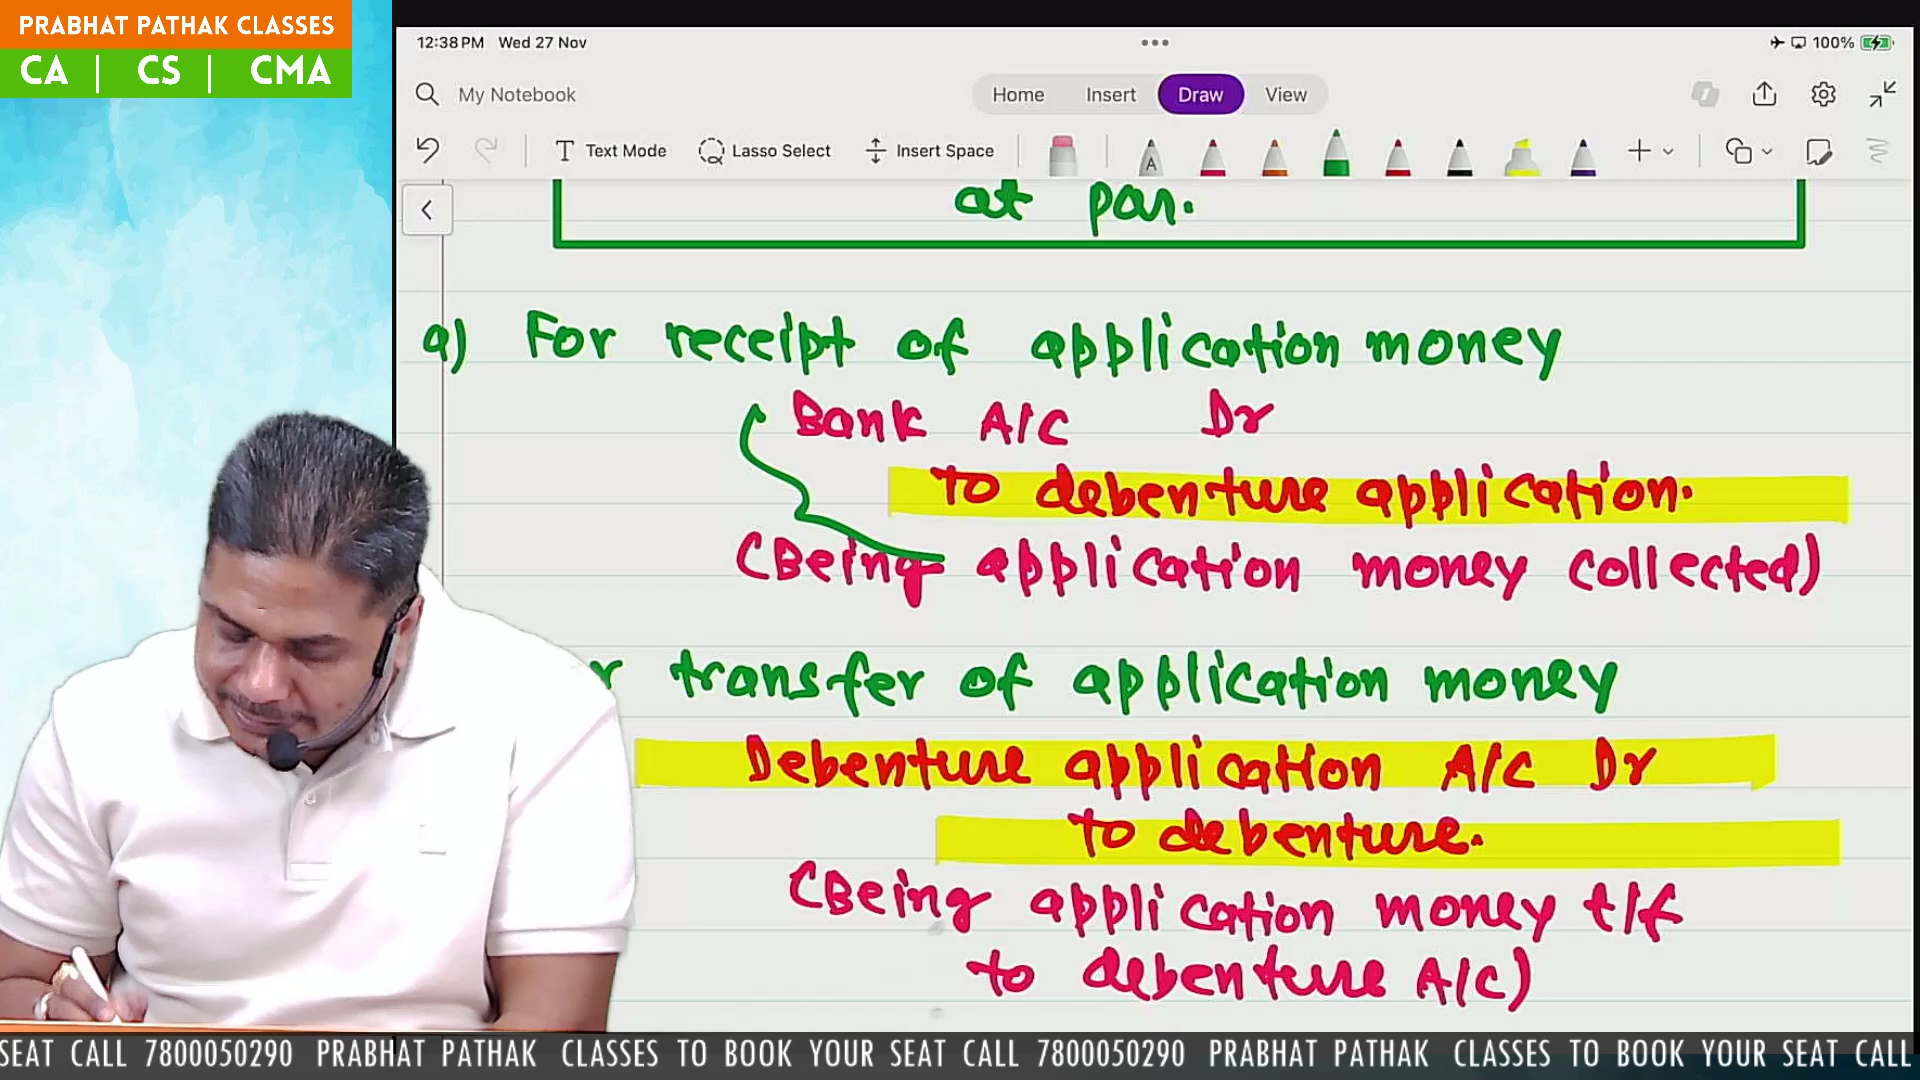 PRABHAT PATHAK CLASSES
CA | CS | CMA
12:38 PM Wed 27 Nov
100%
My Notebook
Home Insert Draw View
Text Mode Lasso Select Insert Space
A
at par.
a) For receipt of application money
Bank A/C Dr
To debenture application.
(Being application money collected)
transfer of application money
Debenture application A/C Dr
To debenture.
(Being application money t/f
to debenture A/C)
SEAT CALL 7800050290 PRABHAT PATHAK CLASSES TO BOOK YOUR SEAT CALL 7800050290 PRABHAT PATHAK CLASSES TO BOOK YOUR SEAT CALL